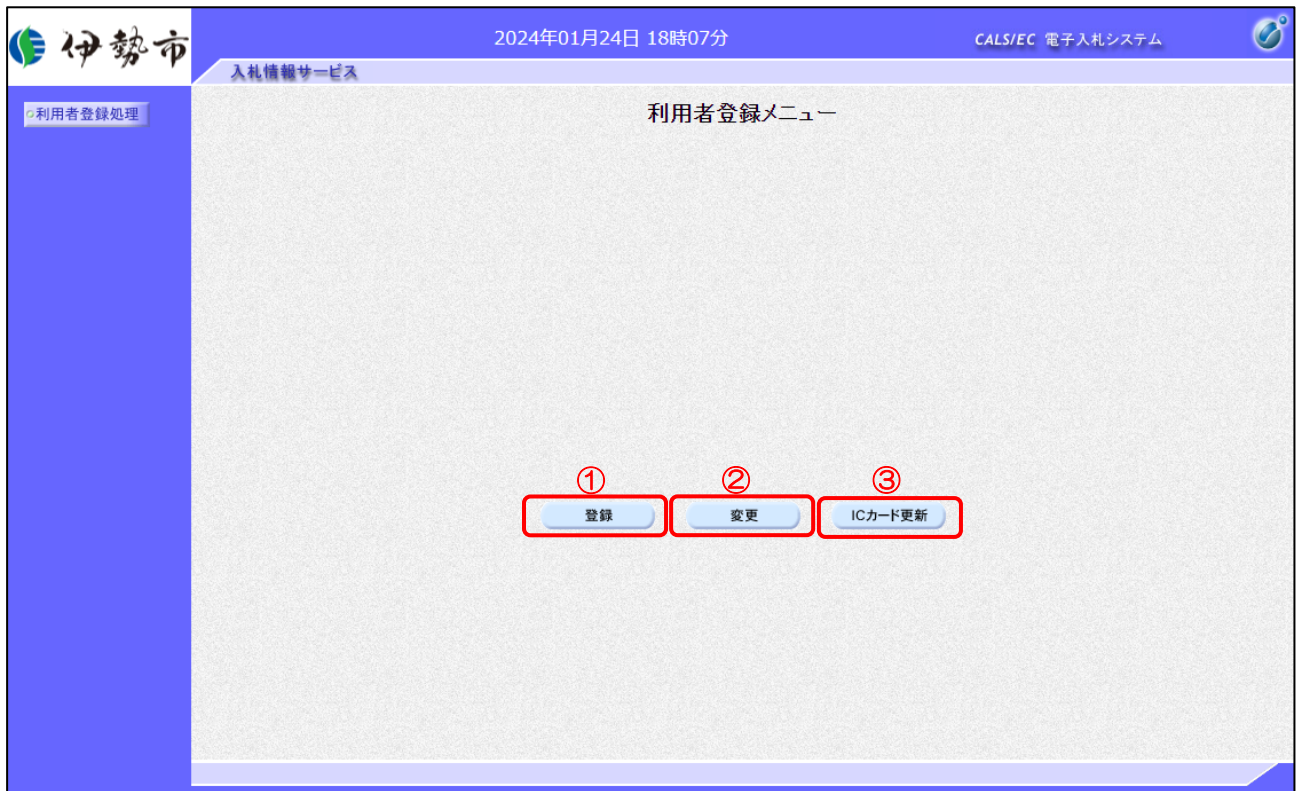 伊勢市
2024年01月24日 18時07分
CALS/EC 電子入札システム
入札情報サービス
利用者登録処理
利用者登録メニュー
① ② ③
登録 変更 ICカード更新